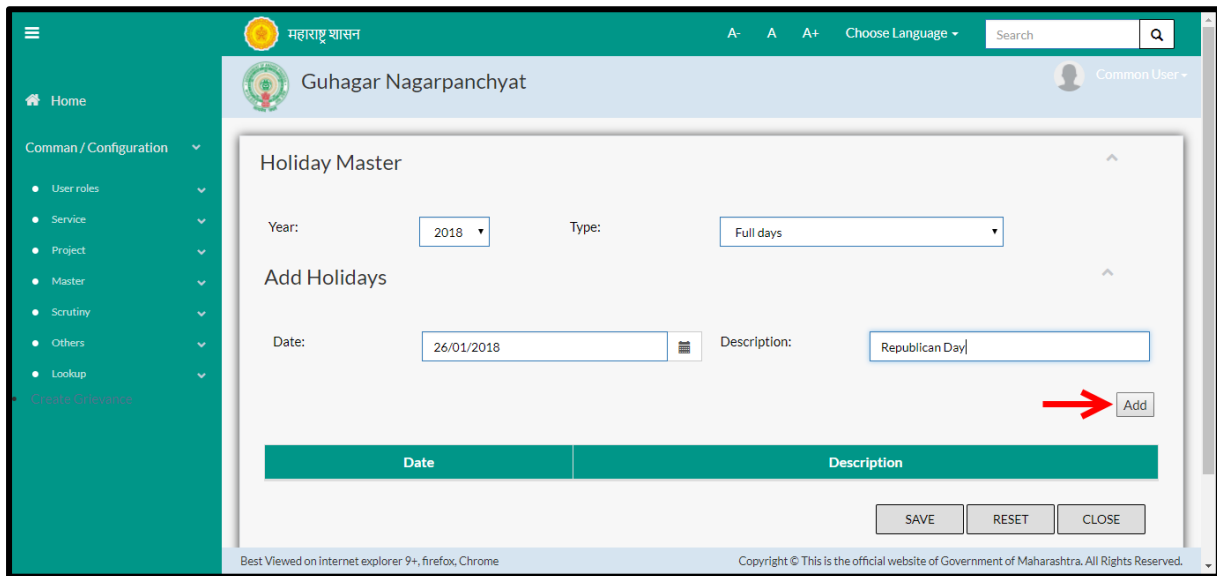 महाराष्ट्र शासन
A- A A+ Choose Language Search
Guhagar Nagarpanchyat
Common User
Home
Comman / Configuration
User roles
Service
Project
Master
Scrutiny
Others
Lookup
Create Grievance
Holiday Master
Year: 2018 Type: Full days
Add Holidays
Date: 26/01/2018 Description: Republican Day
Add
Date Description
SAVE RESET CLOSE
Best Viewed on internet explorer 9+, firefox, Chrome Copyright © This is the official website of Government of Maharashtra. All Rights Reserved.